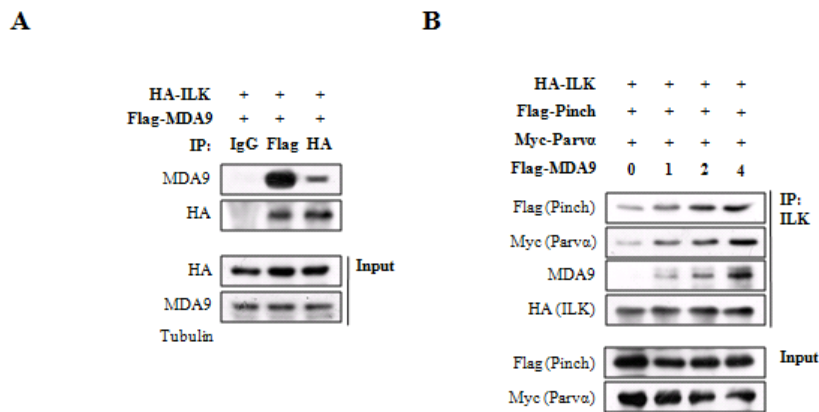 A
HA-ILK + + +
Flag-MDA9 + + +
IP: IgG Flag HA
MDA9
HA
HA
Input
MDA9
Tubulin
B
HA-ILK + + + +
Flag-Pinch + + + +
Myc-Parvα + + + +
Flag-MDA9 0 1 2 4
Flag (Pinch)
IP:
ILK
Myc (Parvα)
MDA9
HA (ILK)
Flag (Pinch)
Input
Myc (Parvα)